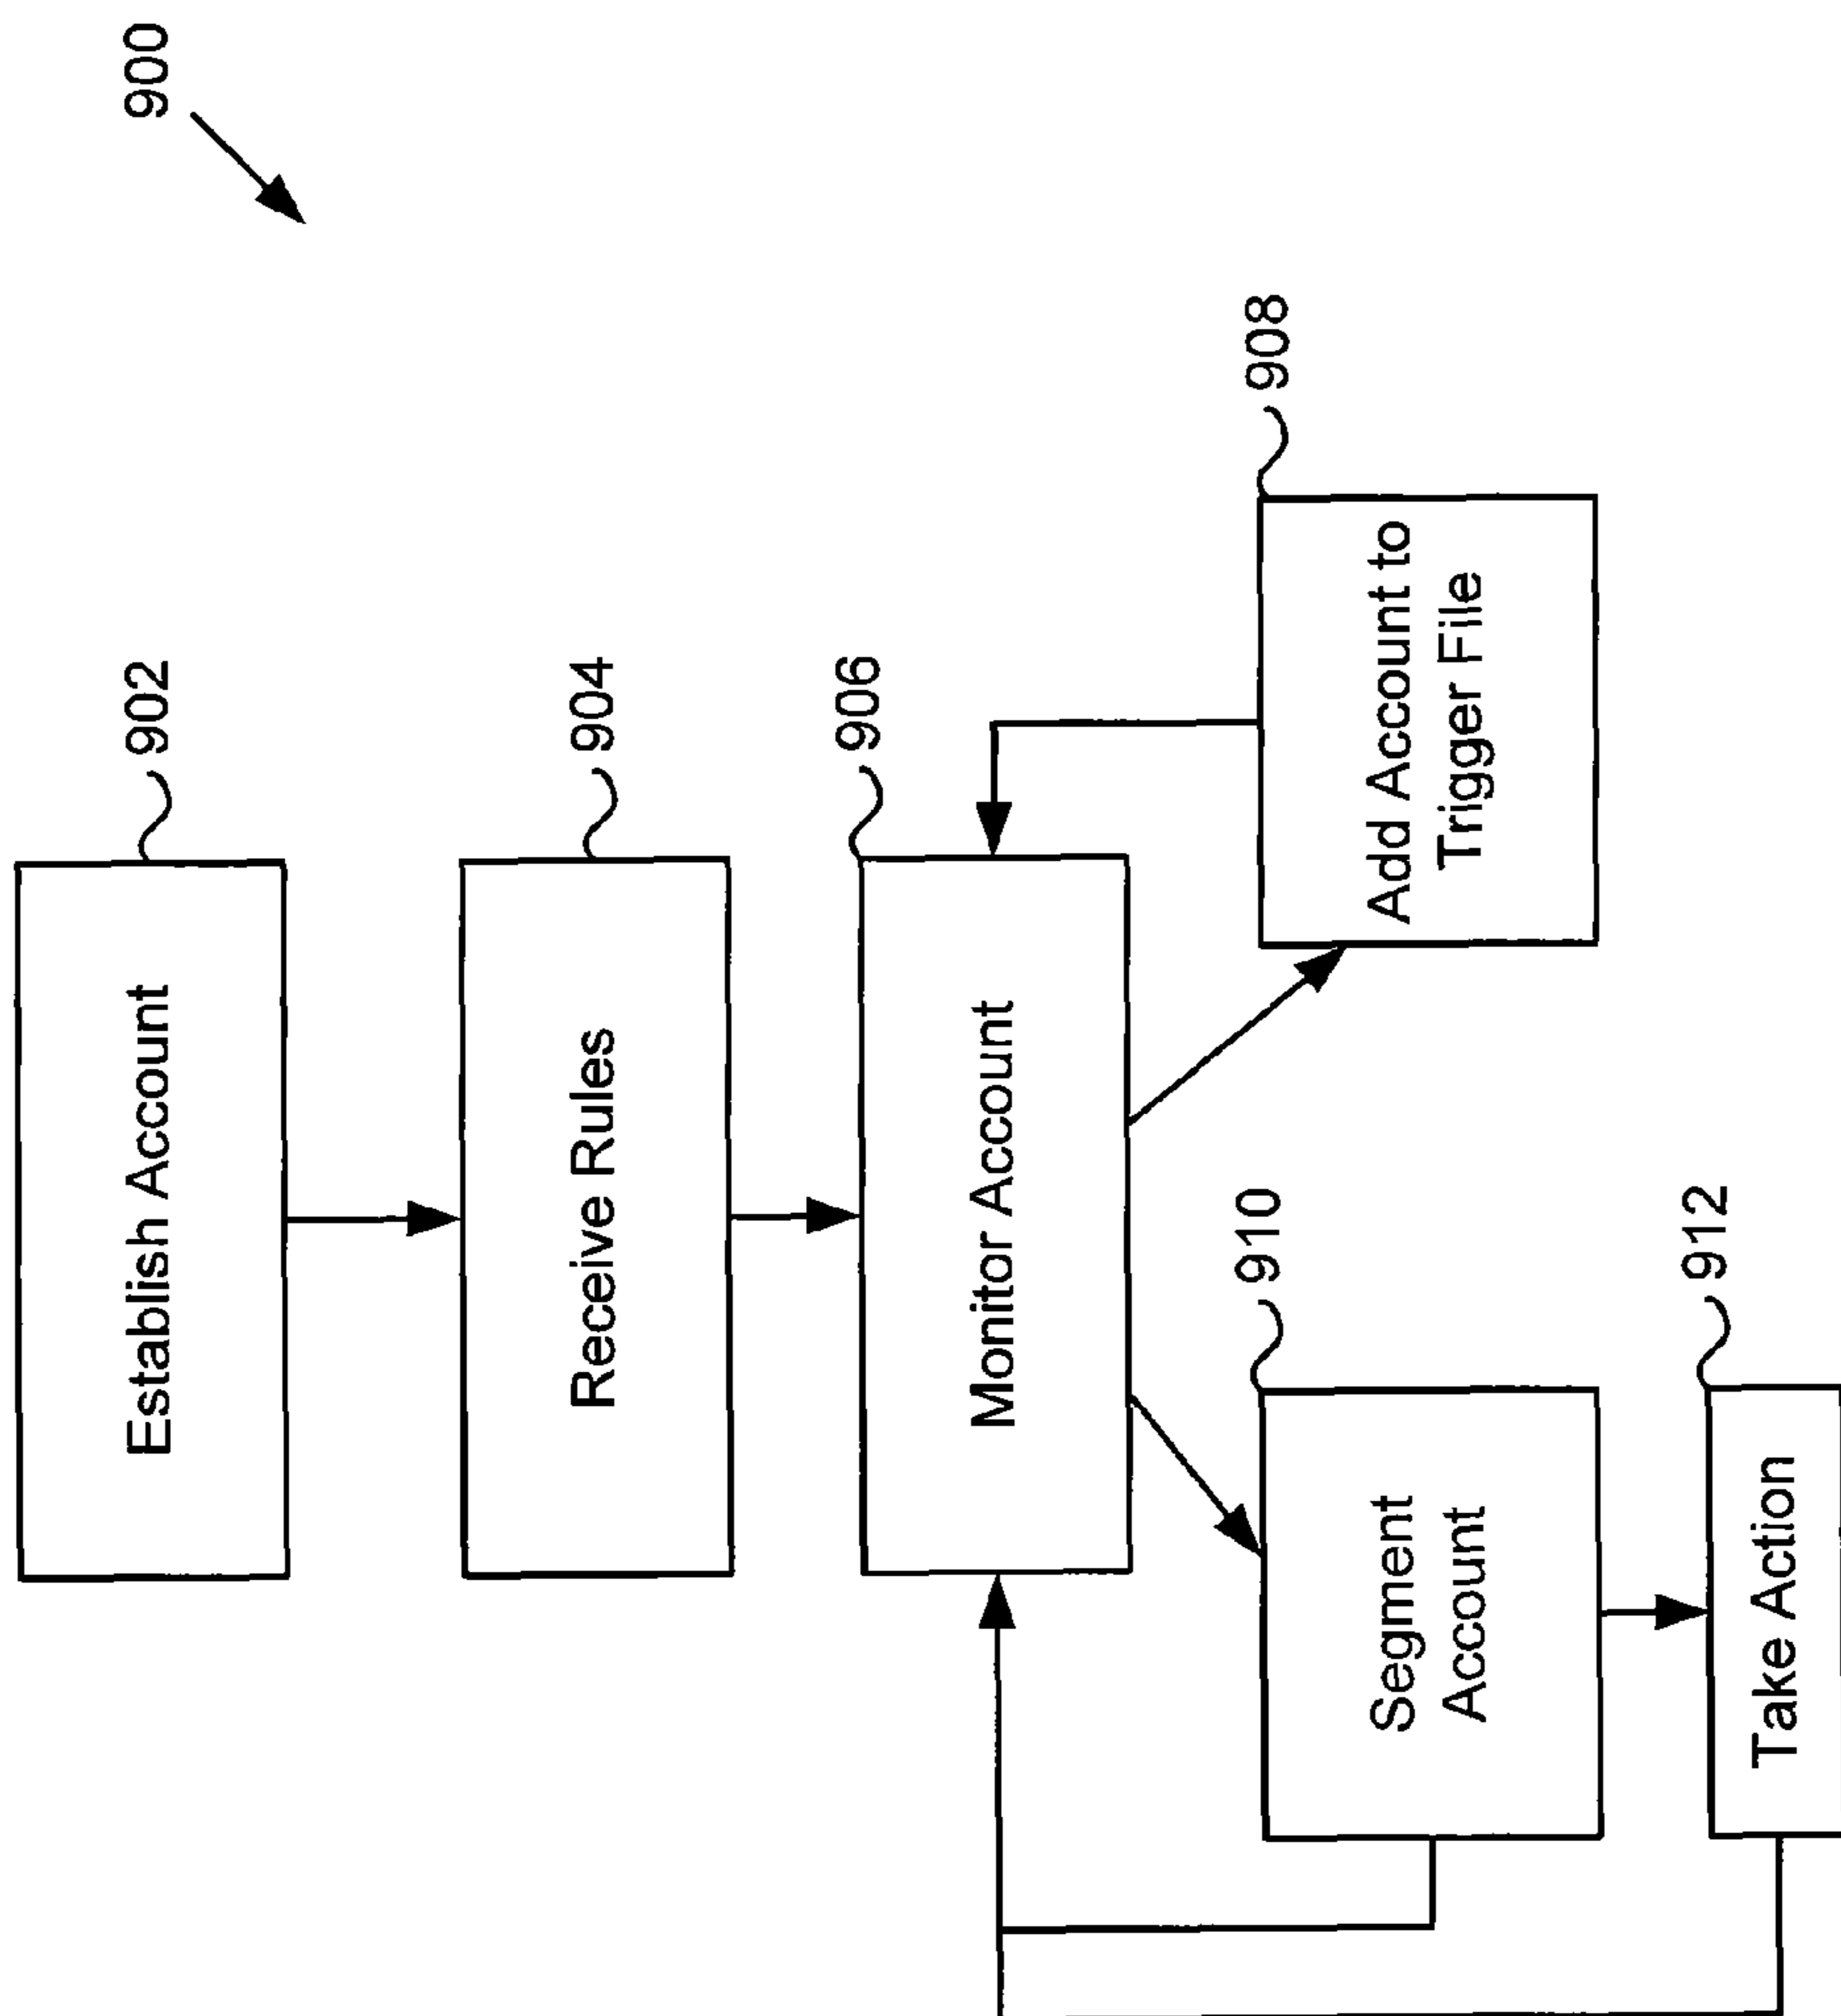 900
902
Establish Account
904
Receive Rules
906
Monitor Account
908
Add Account to
Trigger File
910
Segment
Account
912
Take Action